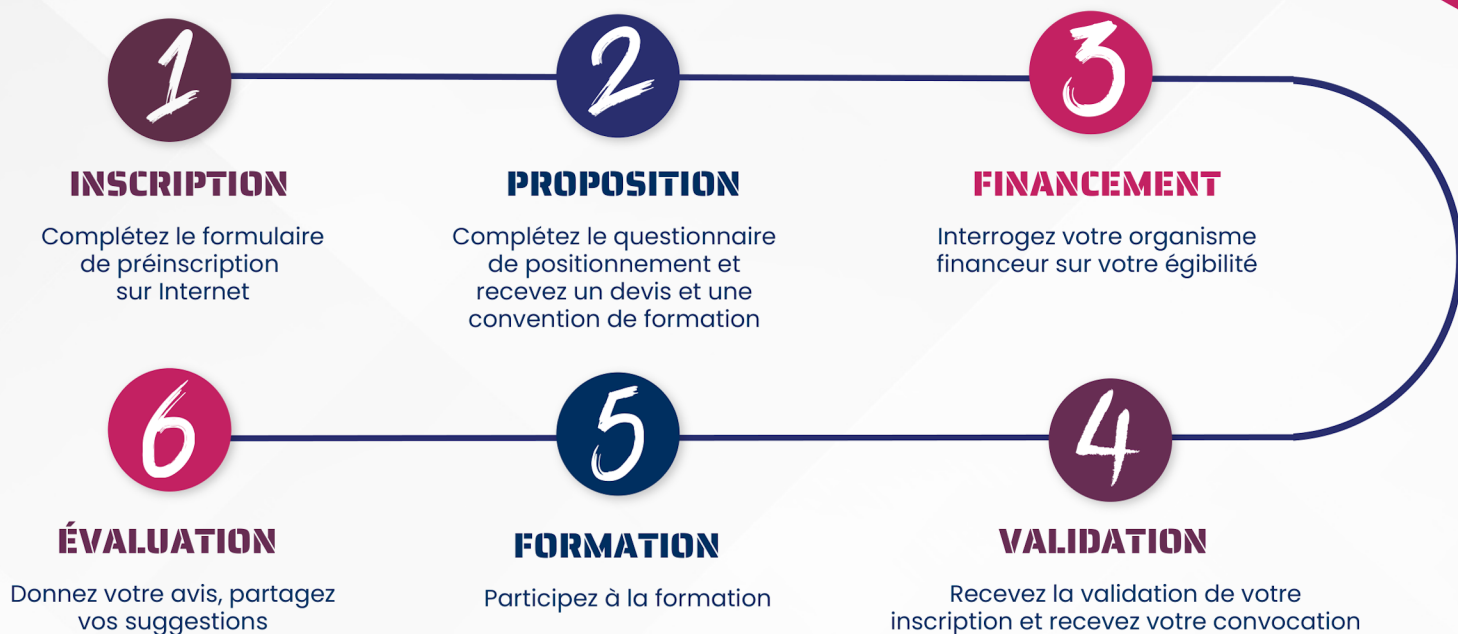 1
INSCRIPTION
Complétez le formulaire
de préinscription
sur Internet
2
PROPOSITION
Complétez le questionnaire
de positionnement et
recevez un devis et une
convention de formation
3
FINANCEMENT
Interrogez votre organisme
financeur sur votre égibilité
4
VALIDATION
Recevez la validation de votre
inscription et recevez votre convocation
5
FORMATION
Participez à la formation
6
ÉVALUATION
Donnez votre avis, partagez
vos suggestions